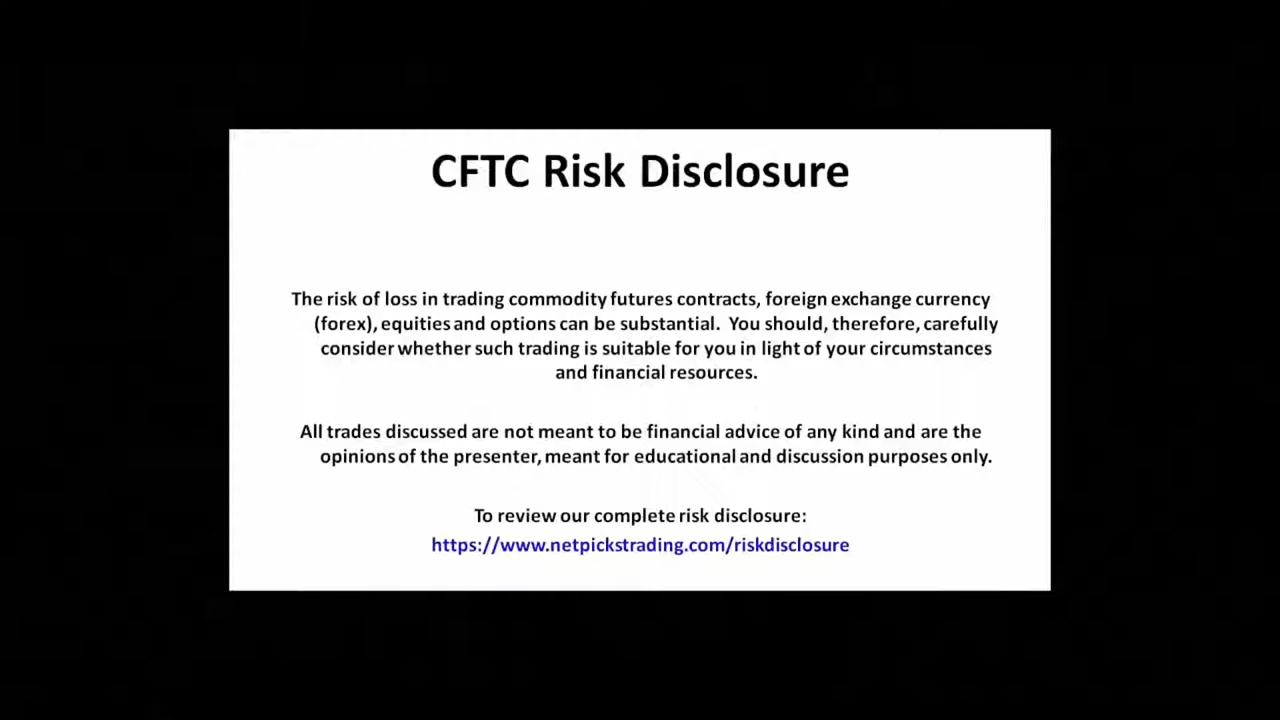 CFTC Risk Disclosure
The risk of loss in trading commodity futures contracts, foreign exchange currency
(forex), equities and options can be substantial.  You should, therefore, carefully
consider whether such trading is suitable for you in light of your circumstances
and financial resources.
All trades discussed are not meant to be financial advice of any kind and are the
opinions of the presenter, meant for educational and discussion purposes only.
To review our complete risk disclosure:
https://www.netpickstrading.com/riskdisclosure